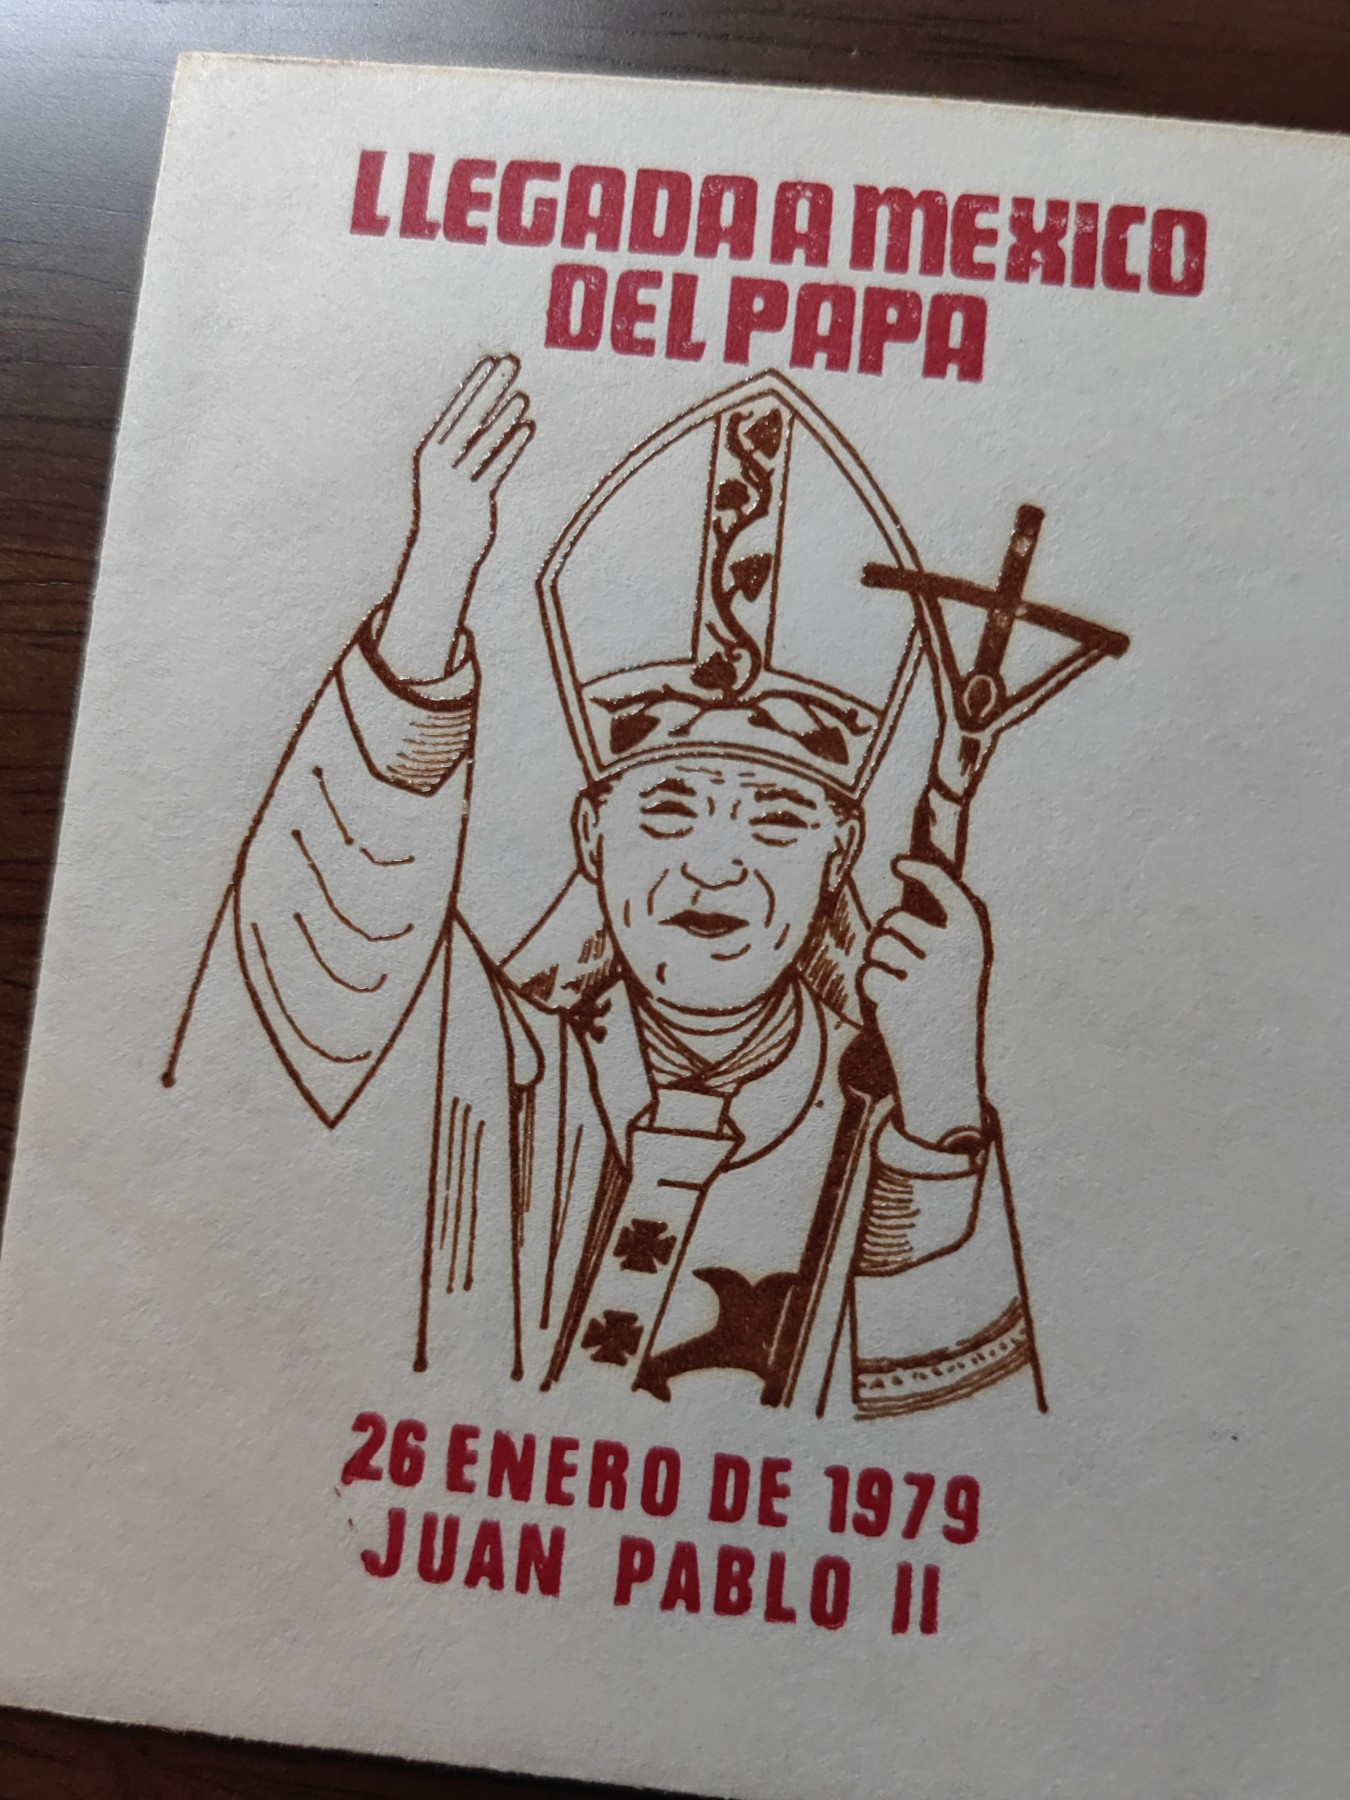 LLEGADA A MEXICO
DEL PAPA
26 ENERO DE 1979
JUAN PABLO II